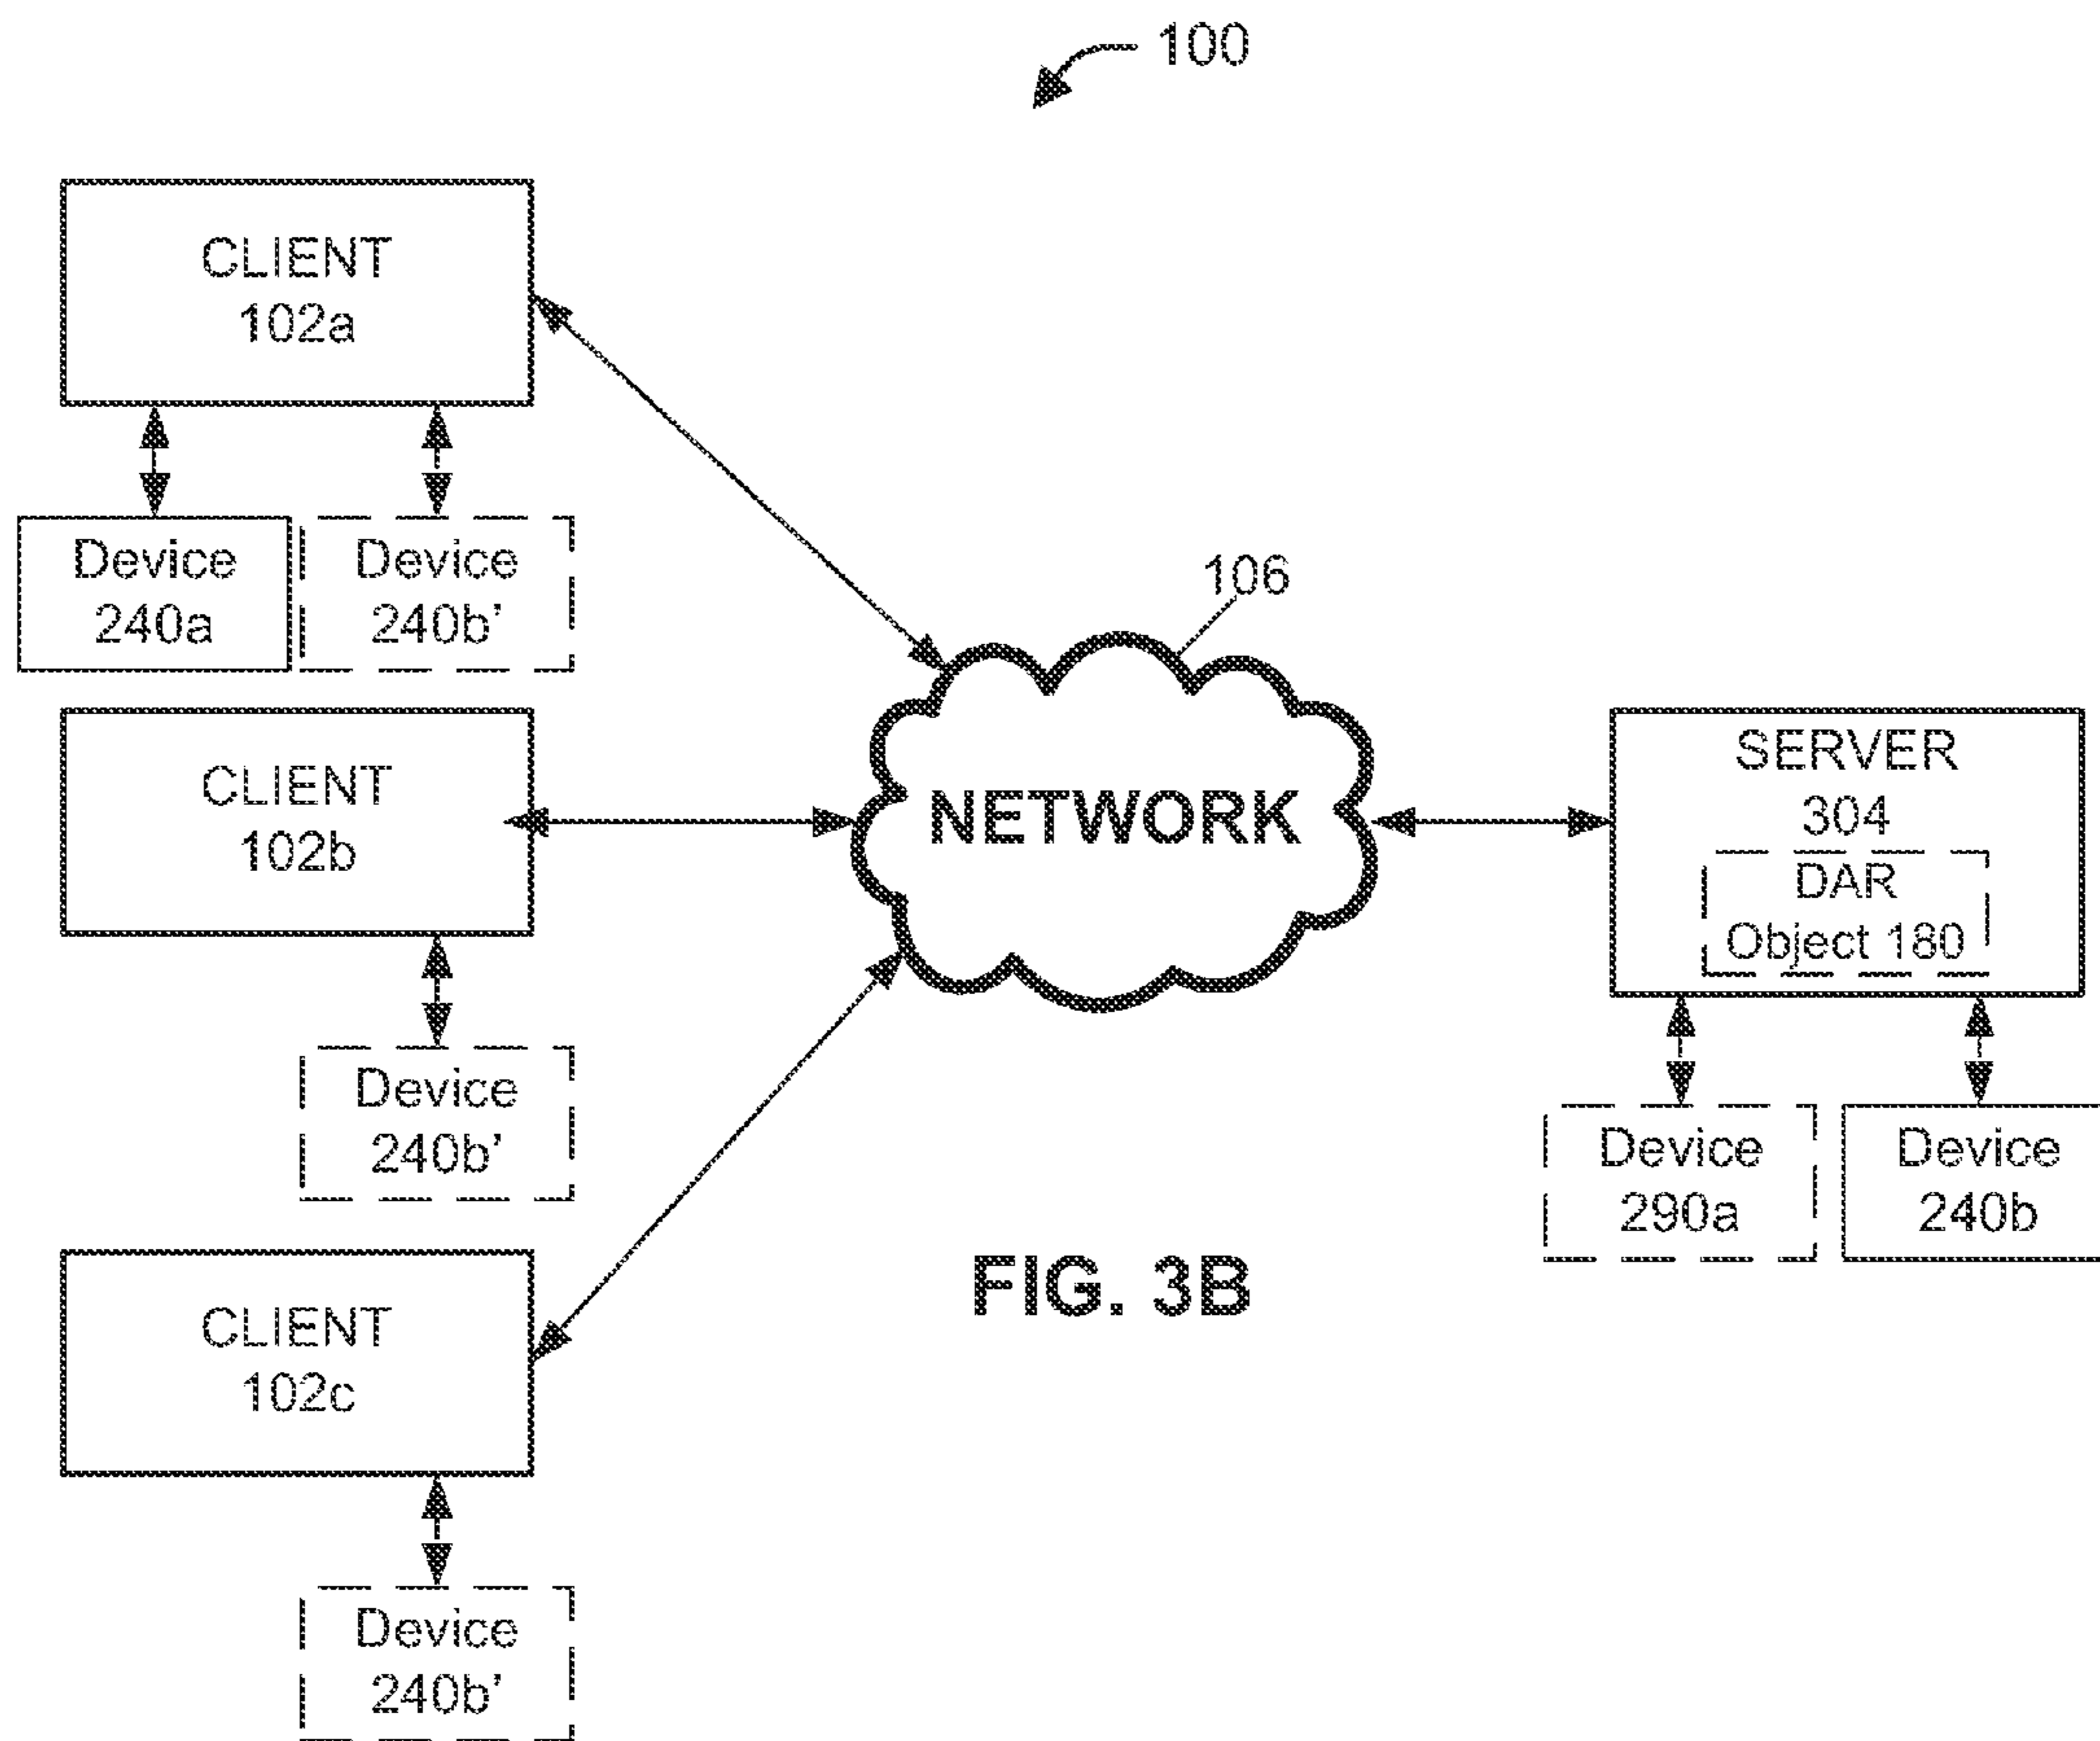 100
CLIENT
102a
Device
240a
Device
240b’
106
CLIENT
102b
NETWORK
SERVER
304
DAR
Object 180
Device
240b’
Device
290a
Device
240b
FIG. 3B
CLIENT
102c
Device
240b’